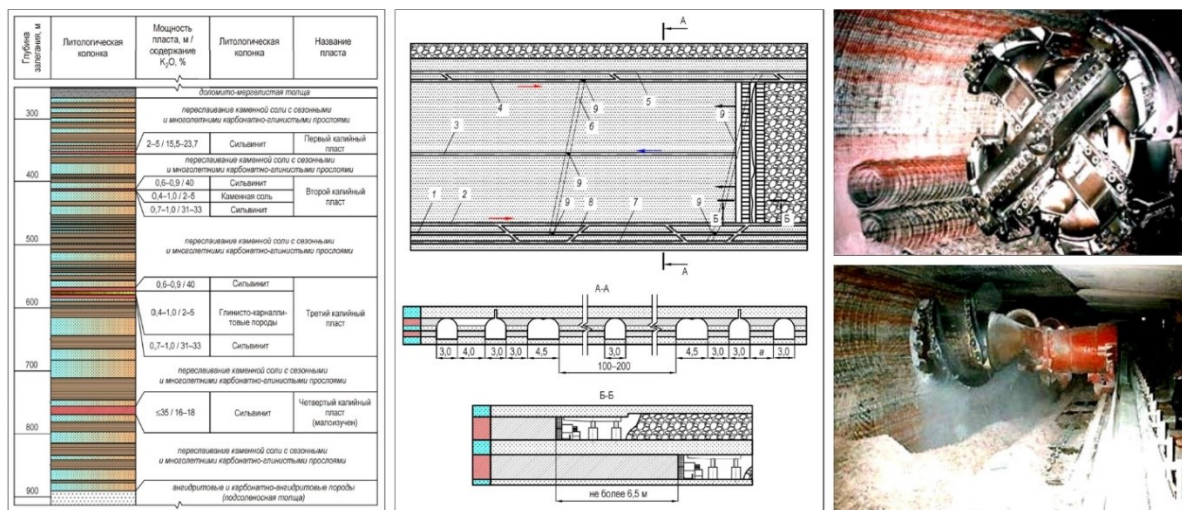 Глубина
залегания, м
Литологическая
колонка
Мощность
пласта, м /
содержание
K₂O, %
Литологическая
колонка
Название
пласта
доломито-мергелистая толща
300
переслаивание каменной соли с сезонными
и многолетними карбонатно-глинистыми прослоями
2–5 / 15,5–23,7
Сильвинит
Первый калийный
пласт
переслаивание каменной соли с сезонными
и многолетними карбонатно-глинистыми прослоями
400
0,6–0,9 / 40
Сильвинит
0,4–1,0 / 2–5
Каменная соль
0,7–1,0 / 31–33
Сильвинит
Второй калийный
пласт
500
переслаивание каменной соли с сезонными
и многолетними карбонатно-глинистыми прослоями
0,6–0,9 / 40
Сильвинит
600
0,4–1,0 / 2–5
Глинисто-карналли-
товые породы
Третий калийный
пласт
0,7–1,0 / 31–33
Сильвинит
700
переслаивание каменной соли с сезонными
и многолетними карбонатно-глинистыми прослоями
≤35 / 16–18
Сильвинит
Четвертый калийный
пласт
(малоизучен)
800
переслаивание каменной соли с сезонными
и многолетними карбонатно-глинистыми прослоями
900
ангидритовые и карбонатно-ангидритовые породы
(подсоленосная толща)
А
4
9
6
5
9
3
9
1
2
9
8
7
9
Б
Б
А
А-А
3,0
4,0
3,0
3,0
4,5
3,0
4,5
3,0
3,0
а
3,0
100–200
Б-Б
не более 6,5 м